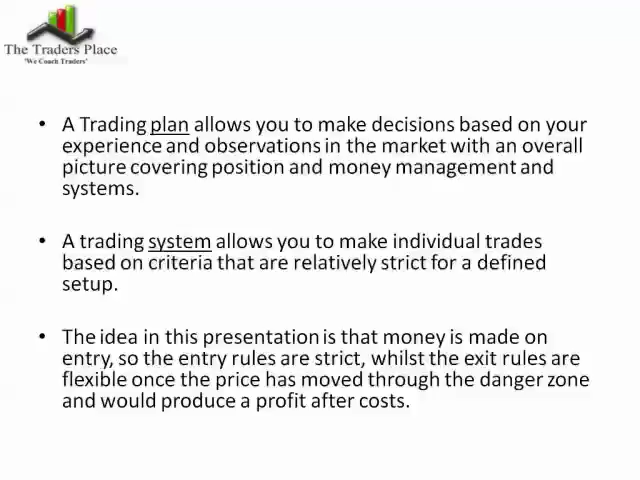 The Traders Place
"We Coach Traders"
• A Trading plan allows you to make decisions based on your
experience and observations in the market with an overall
picture covering position and money management and
systems.
• A trading system allows you to make individual trades
based on criteria that are relatively strict for a defined
setup.
• The idea in this presentation is that money is made on
entry, so the entry rules are strict, whilst the exit rules are
flexible once the price has moved through the danger zone
and would produce a profit after costs.